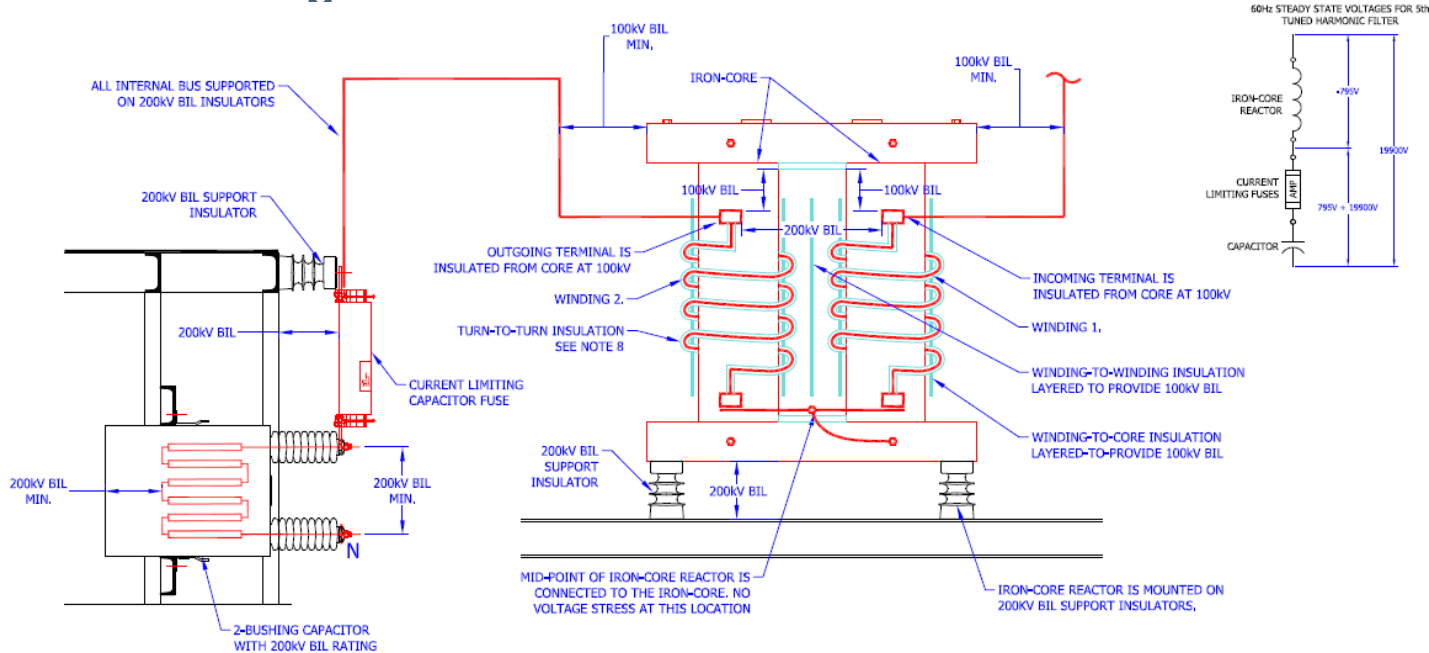 60Hz STEADY STATE VOLTAGES FOR 5th
TUNED HARMONIC FILTER
100kV BIL
MIN.
ALL INTERNAL BUS SUPPORTED
ON 200kV BIL INSULATORS
IRON-CORE
100kV BIL
MIN.
IRON-CORE
REACTOR
-795V
19900V
CURRENT
LIMITING FUSES
AMP
795V + 19900V
CAPACITOR
200kV BIL SUPPORT
INSULATOR
100kV BIL
100kV BIL
200kV BIL
OUTGOING TERMINAL IS
INSULATED FROM CORE AT 100kV
INCOMING TERMINAL IS
INSULATED FROM CORE AT 100kV
WINDING 2.
WINDING 1.
200kV BIL
TURN-TO-TURN INSULATION
SEE NOTE 8
CURRENT LIMITING
CAPACITOR FUSE
WINDING-TO-WINDING INSULATION
LAYERED TO PROVIDE 100kV BIL
WINDING-TO-CORE INSULATION
LAYERED-TO-PROVIDE 100kV BIL
200kV BIL
MIN.
200kV BIL
MIN.
N
200kV BIL
SUPPORT
INSULATOR
200kV BIL
MID-POINT OF IRON-CORE REACTOR IS
CONNECTED TO THE IRON-CORE. NO
VOLTAGE STRESS AT THIS LOCATION
IRON-CORE REACTOR IS MOUNTED ON
200kV BIL SUPPORT INSULATORS.
2-BUSHING CAPACITOR
WITH 200kV BIL RATING